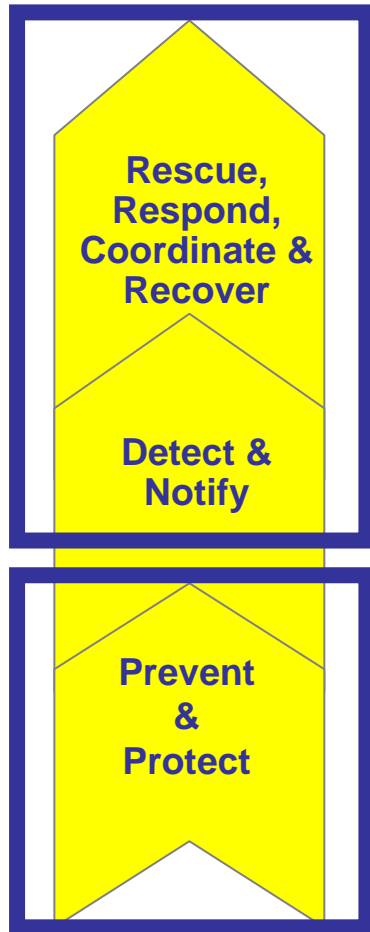 Rescue,
Respond,
Coordinate &
Recover
Detect &
Notify
Prevent
&
Protect